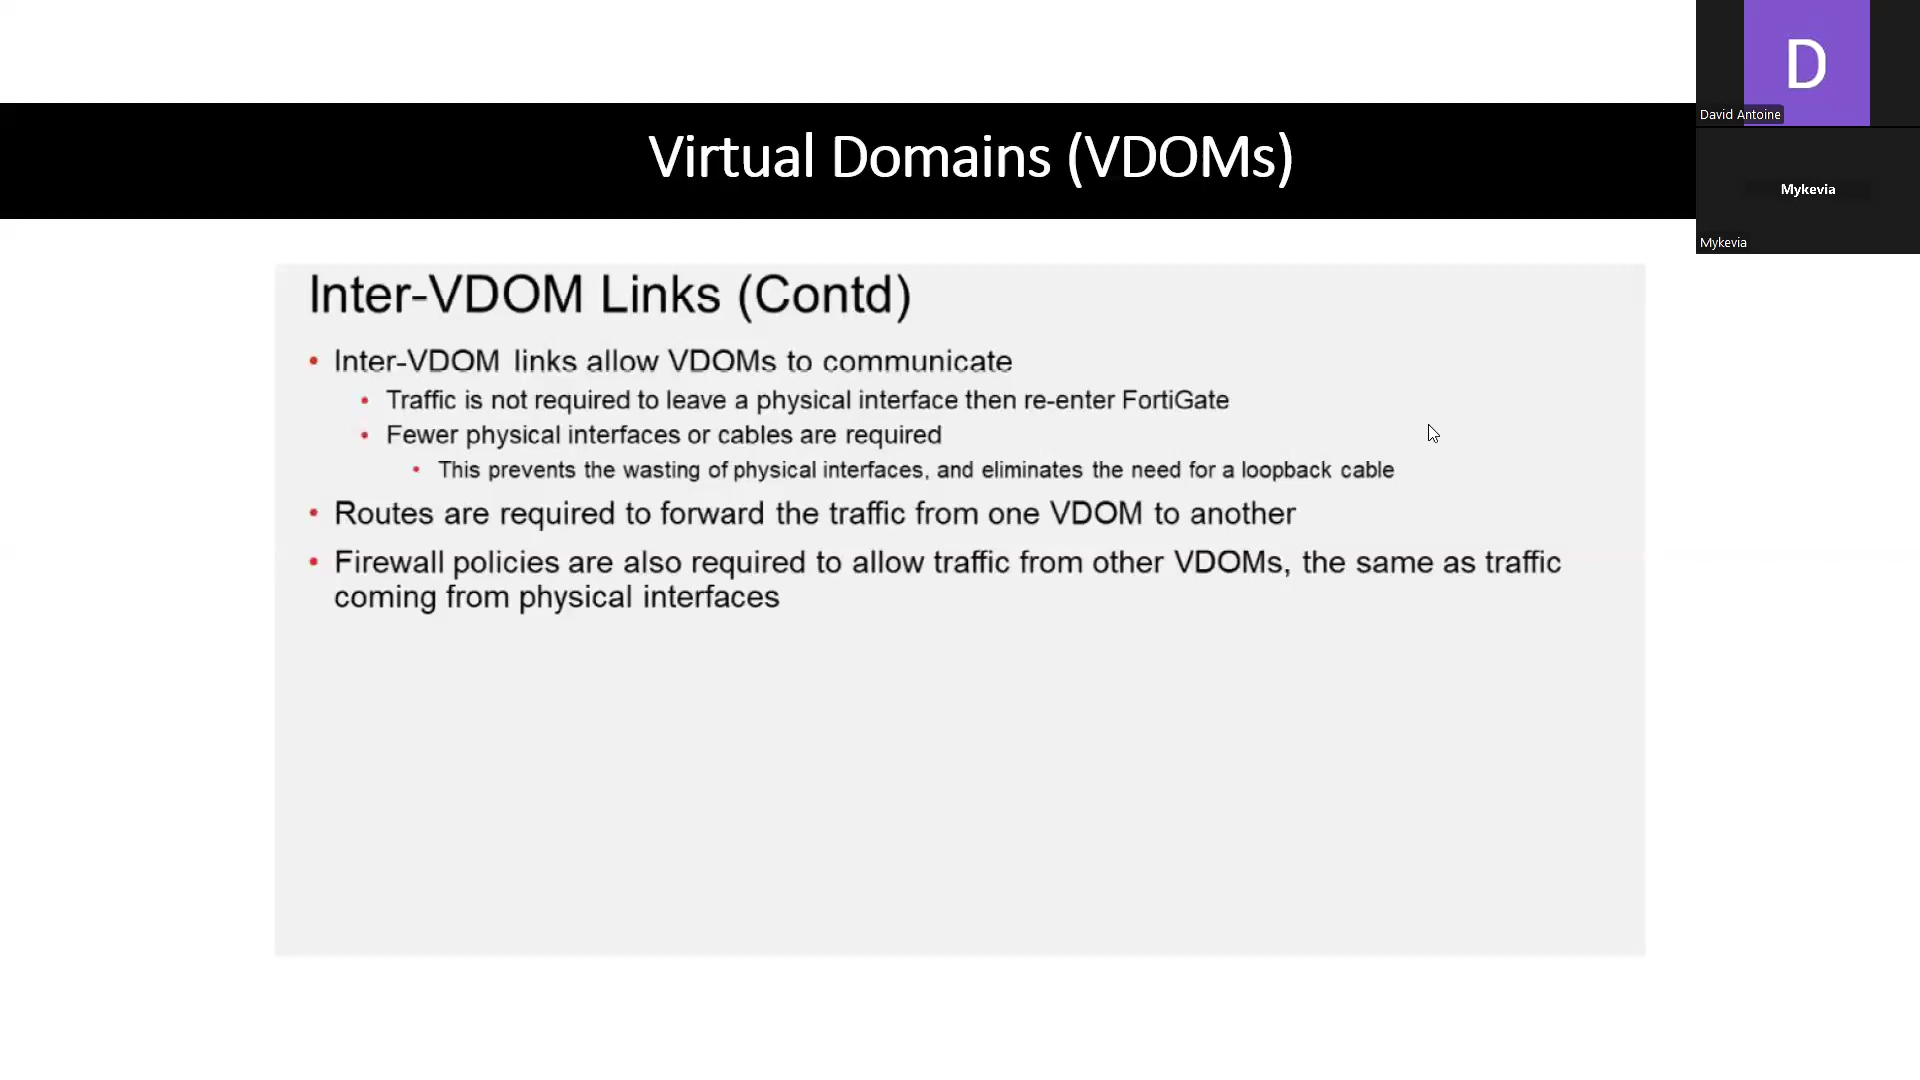 Virtual Domains (VDOMs)
D
David Antoine
Mykevia
Mykevia
Inter-VDOM Links (Contd)
• Inter-VDOM links allow VDOMs to communicate
• Traffic is not required to leave a physical interface then re-enter FortiGate
• Fewer physical interfaces or cables are required
• This prevents the wasting of physical interfaces, and eliminates the need for a loopback cable
• Routes are required to forward the traffic from one VDOM to another
• Firewall policies are also required to allow traffic from other VDOMs, the same as traffic
coming from physical interfaces